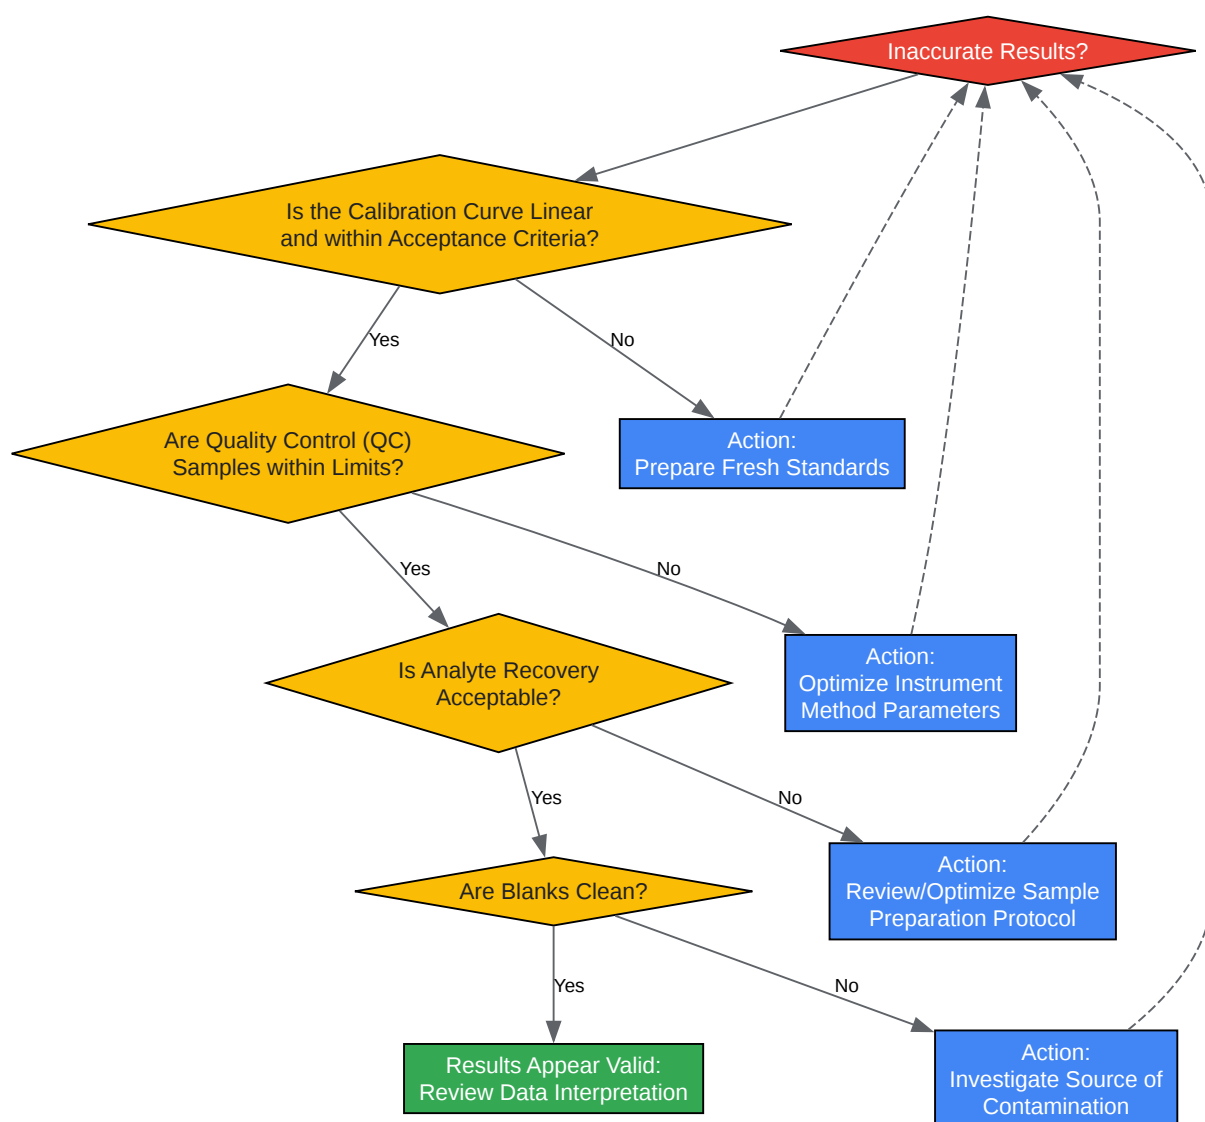 Inaccurate Results?
Is the Calibration Curve Linear
and within Acceptance Criteria?
Yes
No
Are Quality Control (QC)
Samples within Limits?
Action:
Prepare Fresh Standards
Yes
No
Is Analyte Recovery
Acceptable?
Action:
Optimize Instrument
Method Parameters
Yes
No
Are Blanks Clean?
Action:
Review/Optimize Sample
Preparation Protocol
Yes
No
Results Appear Valid:
Review Data Interpretation
Action:
Investigate Source of
Contamination